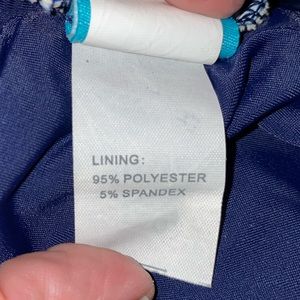 LINING:
95% POLYESTER
5% SPANDEX